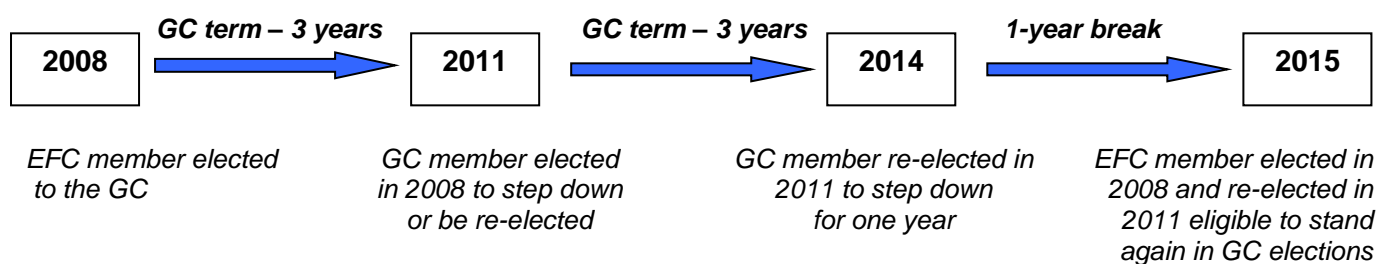 GC term – 3 years
GC term – 3 years
1-year break
2008
2011
2014
2015
EFC member elected
to the GC
GC member elected
in 2008 to step down
or be re-elected
GC member re-elected in
2011 to step down
for one year
EFC member elected in
2008 and re-elected in
2011 eligible to stand
again in GC elections